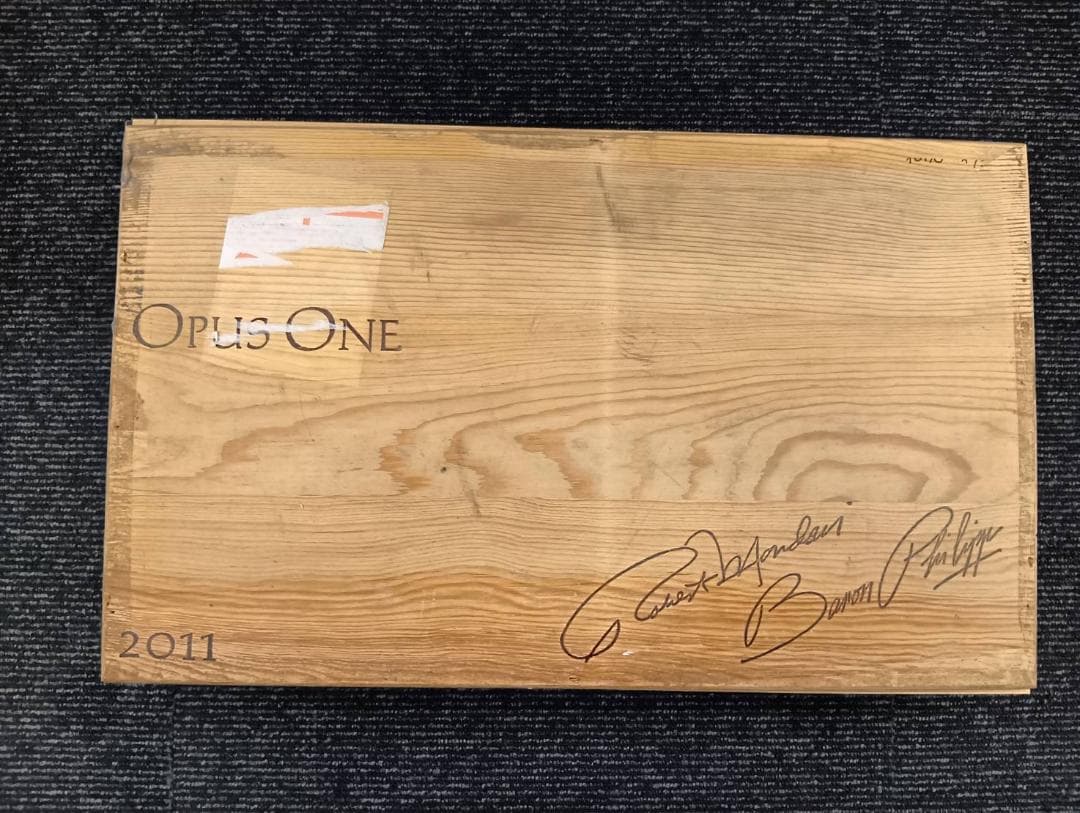 OPUS ONE
Robert Mondavi
Baron Philippe
2011